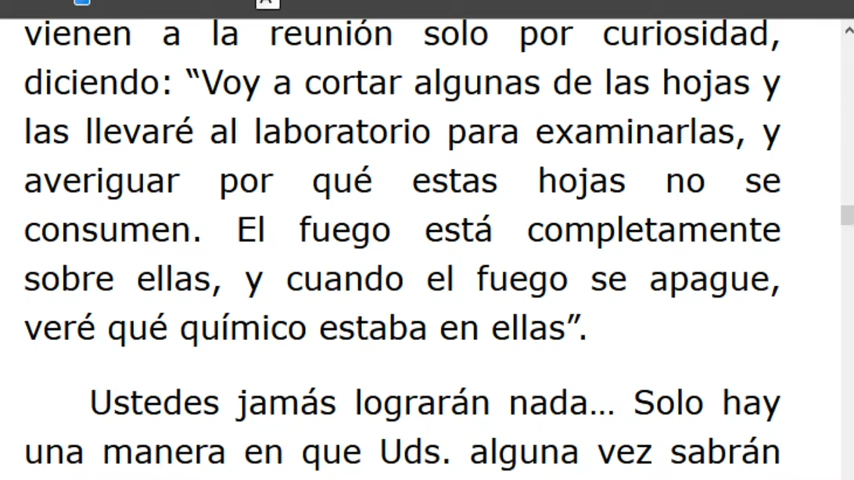 vienen a la reunión solo por curiosidad,
diciendo: “Voy a cortar algunas de las hojas y
las llevaré al laboratorio para examinarlas, y
averiguar por qué estas hojas no se
consumen. El fuego está completamente
sobre ellas, y cuando el fuego se apague,
veré qué químico estaba en ellas”.
Ustedes jamás lograrán nada… Solo hay
una manera en que Uds. alguna vez sabrán